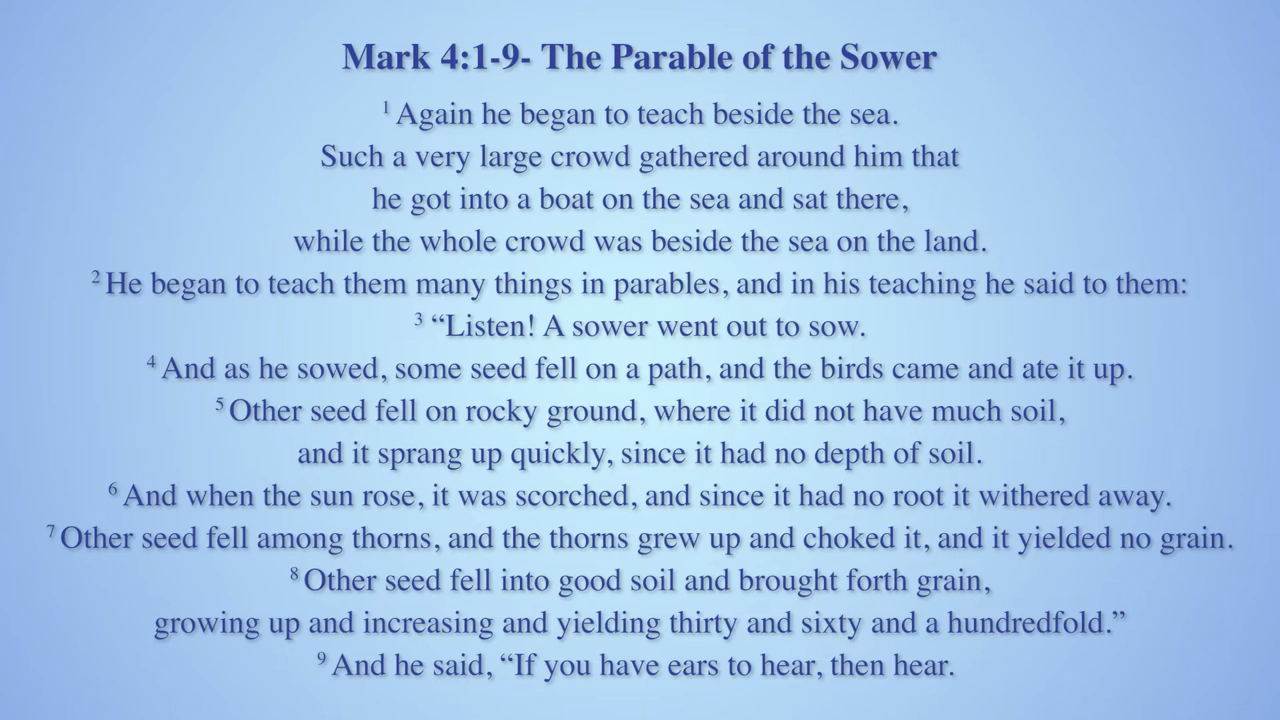 Mark 4:1-9- The Parable of the Sower
1 Again he began to teach beside the sea.
Such a very large crowd gathered around him that
he got into a boat on the sea and sat there,
while the whole crowd was beside the sea on the land.
2 He began to teach them many things in parables, and in his teaching he said to them:
3 “Listen! A sower went out to sow.
4 And as he sowed, some seed fell on a path, and the birds came and ate it up.
5 Other seed fell on rocky ground, where it did not have much soil,
and it sprang up quickly, since it had no depth of soil.
6 And when the sun rose, it was scorched, and since it had no root it withered away.
7 Other seed fell among thorns, and the thorns grew up and choked it, and it yielded no grain.
8 Other seed fell into good soil and brought forth grain,
growing up and increasing and yielding thirty and sixty and a hundredfold.”
9 And he said, “If you have ears to hear, then hear.